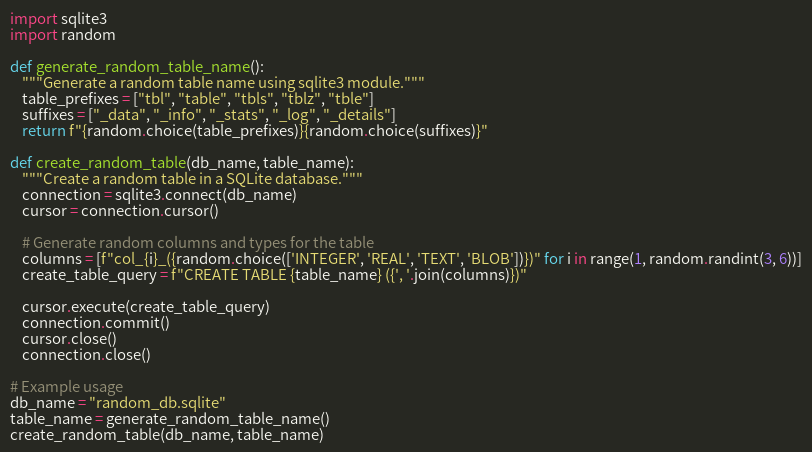 import sqlite3
import random

def generate_random_table_name():
    """Generate a random table name using sqlite3 module."""
    table_prefixes = ["tbl", "table", "tbls", "tblz", "tble"]
    suffixes = ["_data", "_info", "_stats", "_log", "_details"]
    return f"{random.choice(table_prefixes)}{random.choice(suffixes)}"

def create_random_table(db_name, table_name):
    """Create a random table in a SQLite database."""
    connection = sqlite3.connect(db_name)
    cursor = connection.cursor()

    # Generate random columns and types for the table
    columns = [f"col_{i}_({random.choice(['INTEGER', 'REAL', 'TEXT', 'BLOB'])})" for i in range(1, random.randint(3, 6))]
    create_table_query = f"CREATE TABLE {table_name} ({', '.join(columns)})"

    cursor.execute(create_table_query)
    connection.commit()
    cursor.close()
    connection.close()

# Example usage
db_name = "random_db.sqlite"
table_name = generate_random_table_name()
create_random_table(db_name, table_name)